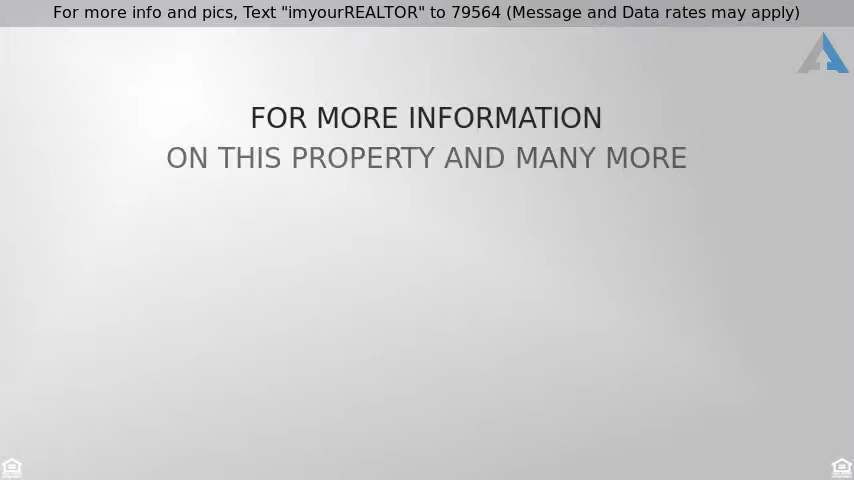 For more info and pics, Text "imyourREALTOR" to 79564 (Message and Data rates may apply)
FOR MORE INFORMATION
ON THIS PROPERTY AND MANY MORE